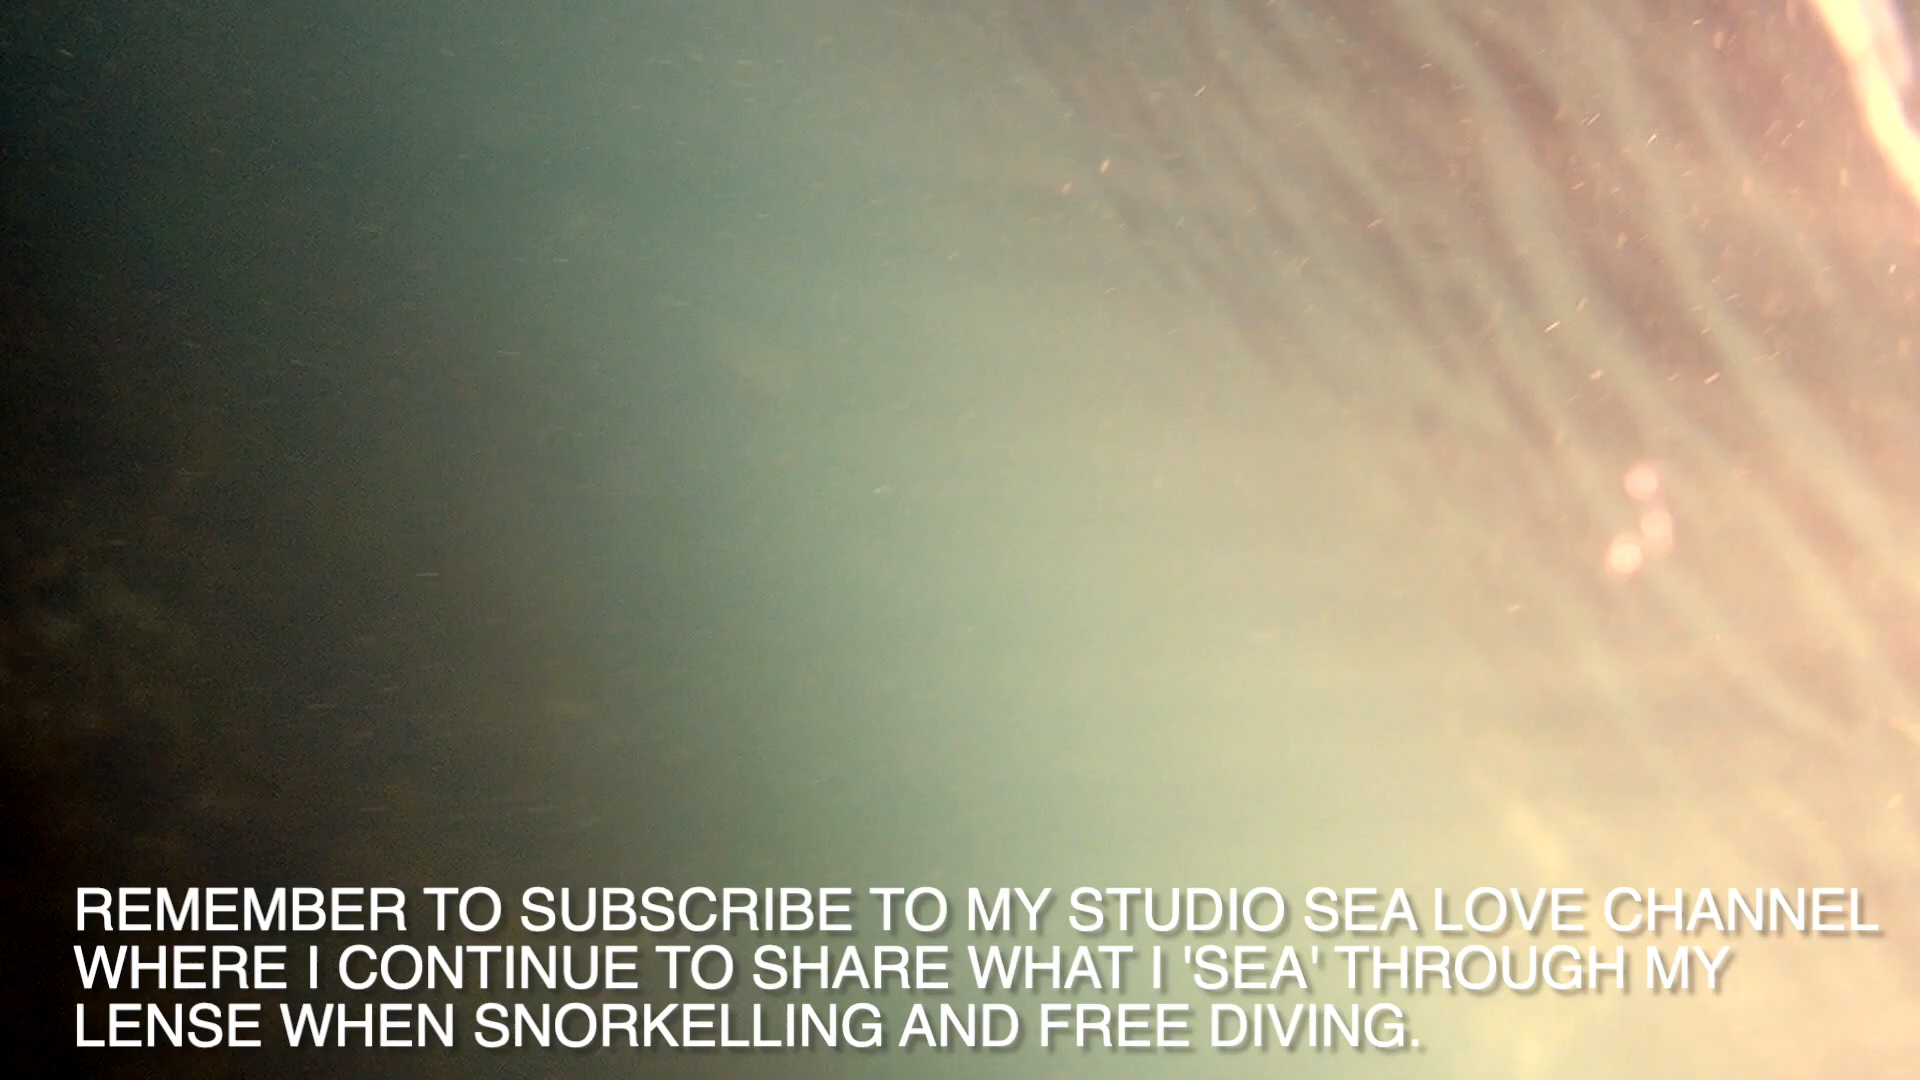 REMEMBER TO SUBSCRIBE TO MY STUDIO SEA LOVE CHANNEL
WHERE I CONTINUE TO SHARE WHAT I 'SEA' THROUGH MY
LENSE WHEN SNORKELLING AND FREE DIVING.